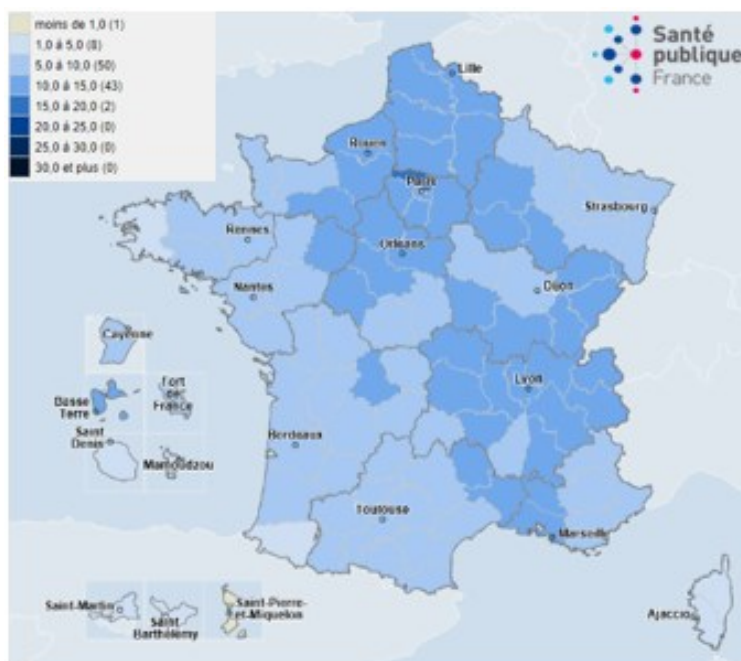 moins de 1,0 (1)
1,0 à 5,0 (8)
5,0 à 10,0 (50)
10,0 à 15,0 (43)
15,0 à 20,0 (2)
20,0 à 25,0 (0)
25,0 à 30,0 (0)
30,0 et plus (0)
Santé
publique
France
Lille
Rouen
Paris
Strasbourg
Rennes
Orléans
Nantes
Dijon
Cayenne
Basse
Terre
Fort
de
France
Lyon
Saint
Denis
Mamoudzou
Bordeaux
Toulouse
Marseille
Saint-Martin
Saint
Barthélémy
Saint-Pierre-
et-Miquelon
Ajaccio